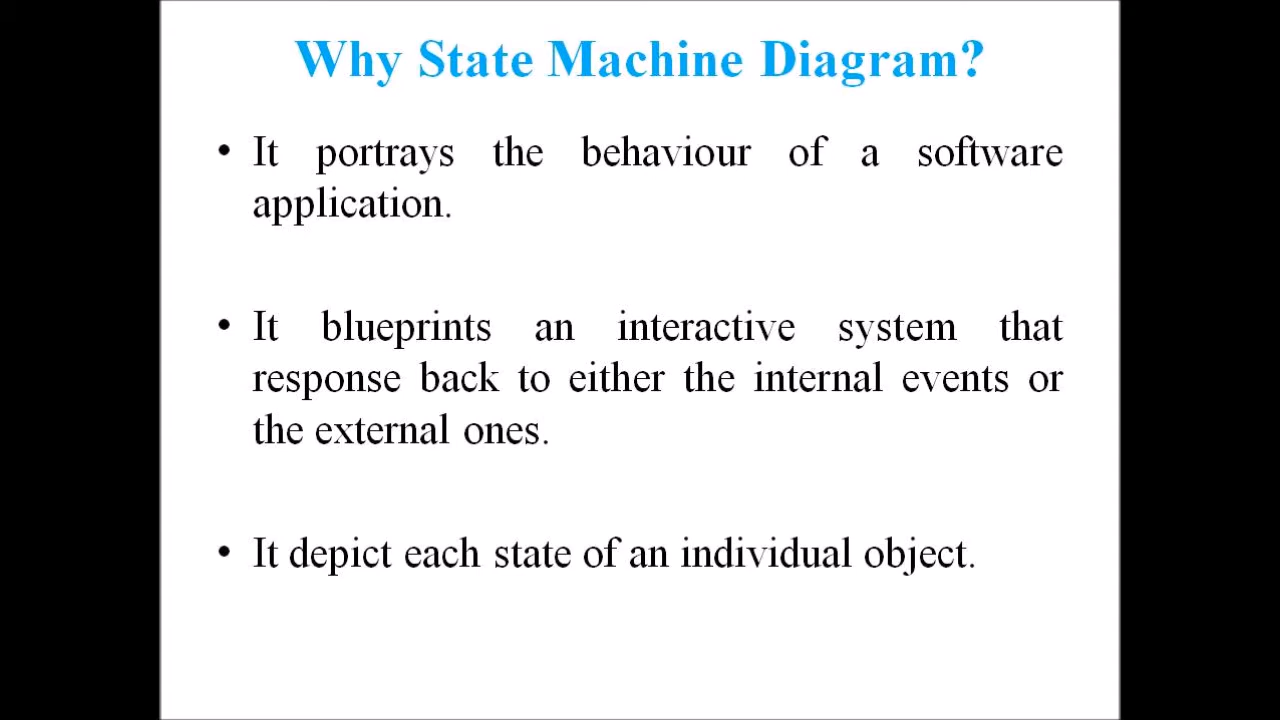 Why State Machine Diagram?
• It portrays the behaviour of a software
application.
• It blueprints an interactive system that
response back to either the internal events or
the external ones.
• It depict each state of an individual object.